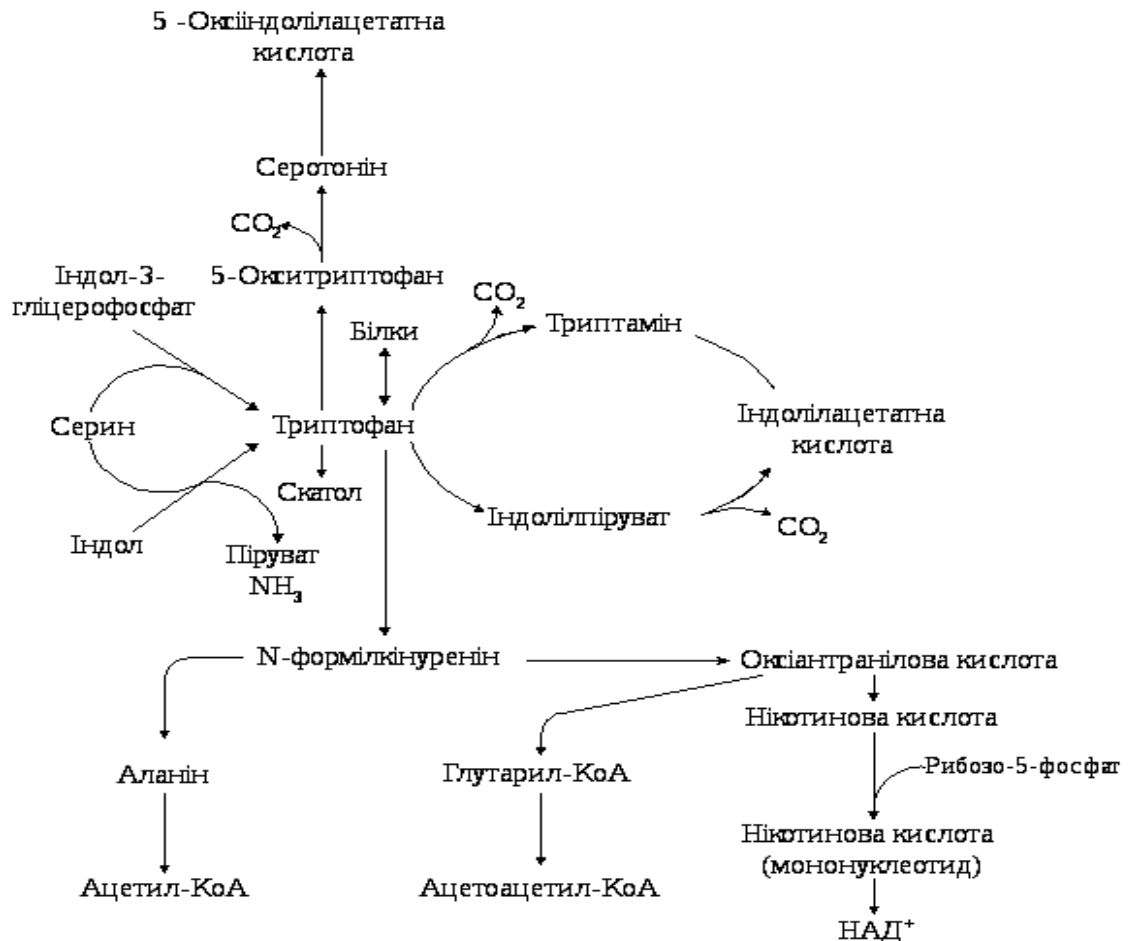 5 -Оксііндолілацетатна
кислота
Серотонін
CO2
Індол-3-
гліцерофосфат
5-Окситриптофан
CO2
Білки
Триптамін
Серин
Триптофан
Індолілацетатна
кислота
Скатол
Індолілпіруват
CO2
Індол
Піруват
NH3
N-формілкінуренін
Оксіантранілова кислота
Нікотинова кислота
Аланін
Глутарил-КоА
Рибозо-5-фосфат
Нікотинова кислота
(мононуклеотид)
Ацетил-КоА
Ацетоацетил-КоА
НАД+